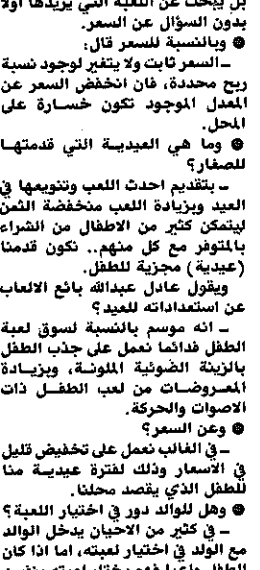 بل يبحث عن اللعبة التي يريدها اولا
بدون السؤال عن السعر.
● وبالنسبة للسعر قال:
ـ السعر ثابت ولا يتغير لوجود نسبة
ربح محددة، فان انخفض السعر عن
المعدل الموجود تكون خسارة على
المحل.
● وما هي العيدية التي قدمتها
للصغار؟
ـ بتقديم احدث اللعب وتنويعها في
العيد وبزيادة اللعب منخفضة الثمن
ليتمكن كثير من الاطفال من الشراء
بالمتوفر مع كل منهم.. نكون قدمنا
(عيدية) مجزية للطفل.
ويقول عادل عبدالله بائع الالعاب
عن استعداداته للعيد؟
ـ انه موسم بالنسبة لسوق لعبة
الطفل فدائما نعمل على جذب الطفل
بالزينة الضوئية الملونة، وبزيادة
المعروضات من لعب الطفل ذات
الاصوات والحركة.
● وعن السعر؟
ـ في الغالب نعمل على تخفيض قليل
في الاسعار وذلك لفترة عيدية منا
للطفل الذي يقصد محلنا.
● وهل للوالد دور في اختيار اللعبة؟
ـ في كثير من الاحيان يدخل الوالد
مع الولد في اختيار لعبته، اما اذا كان